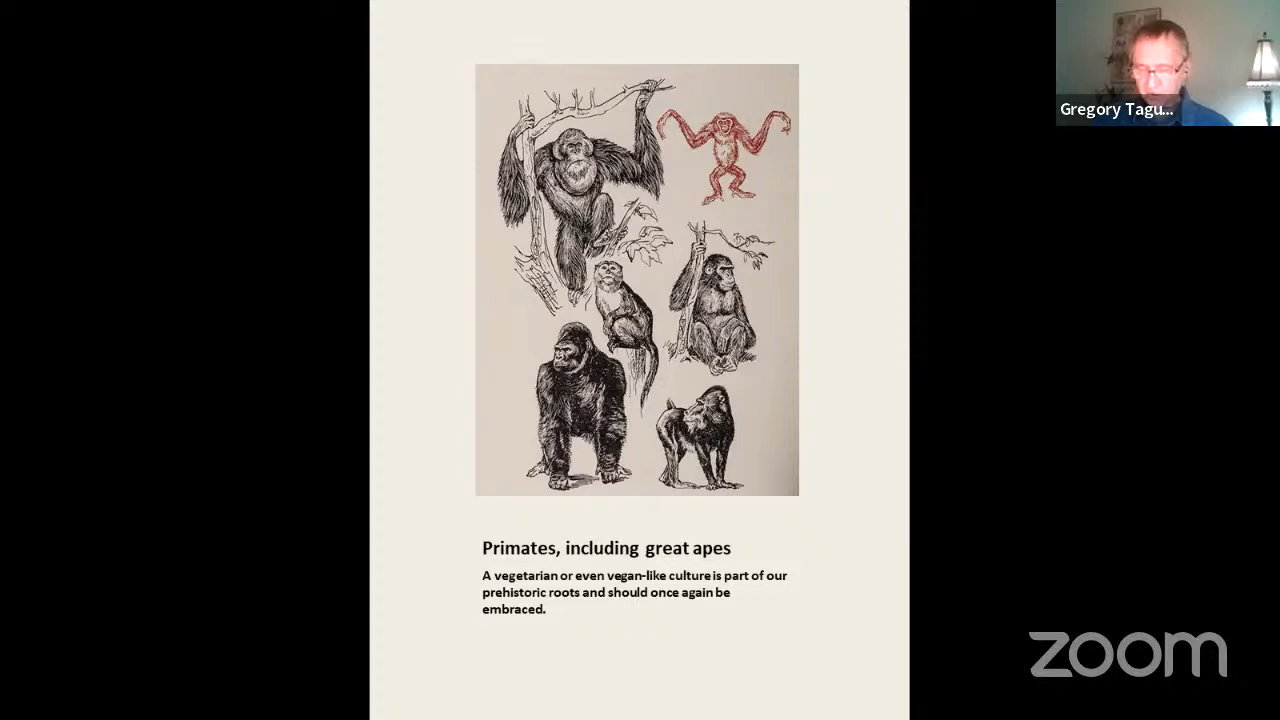 Gregory Tagu...
Primates, including great apes
A vegetarian or even vegan-like culture is part of our
prehistoric roots and should once again be
embraced.
zoom